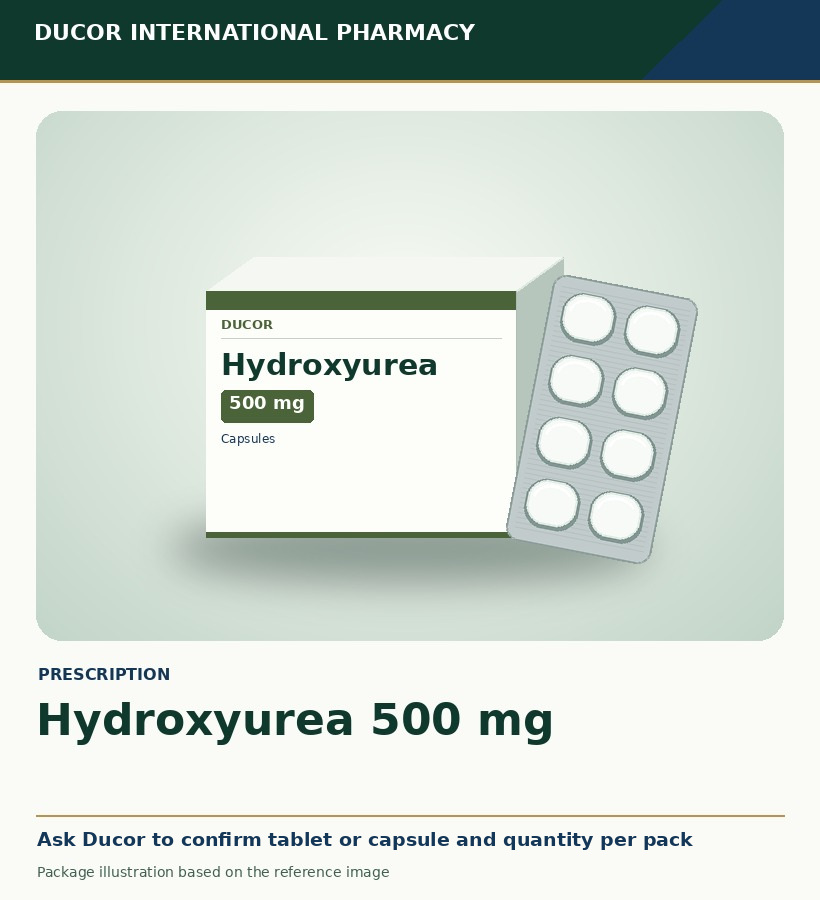 DUCOR INTERNATIONAL PHARMACY
DUCOR
Hydroxyurea
500 mg
Capsules
PRESCRIPTION
Hydroxyurea 500 mg
Ask Ducor to confirm tablet or capsule and quantity per pack
Package illustration based on the reference image